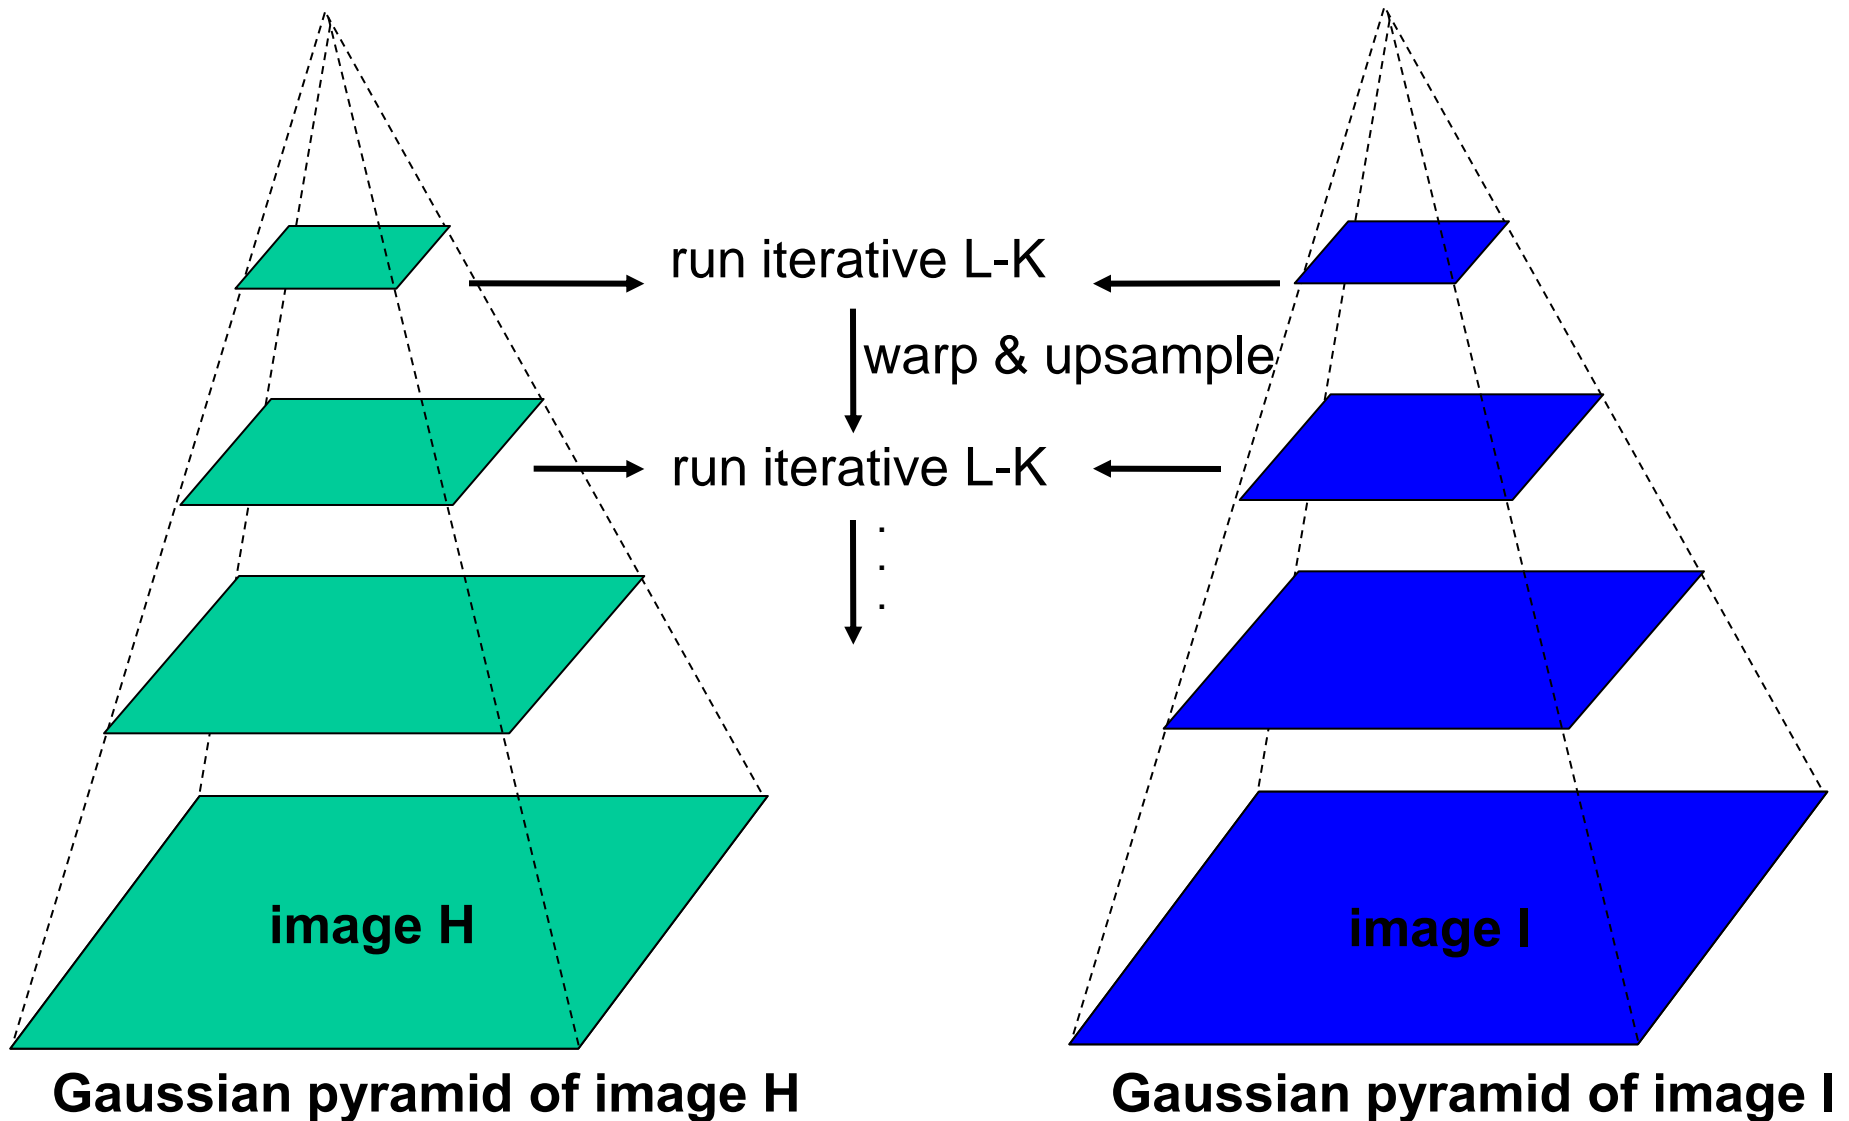 run iterative L-K
warp & upsample
run iterative L-K
.
.
.
image H
image I
Gaussian pyramid of image H
Gaussian pyramid of image I